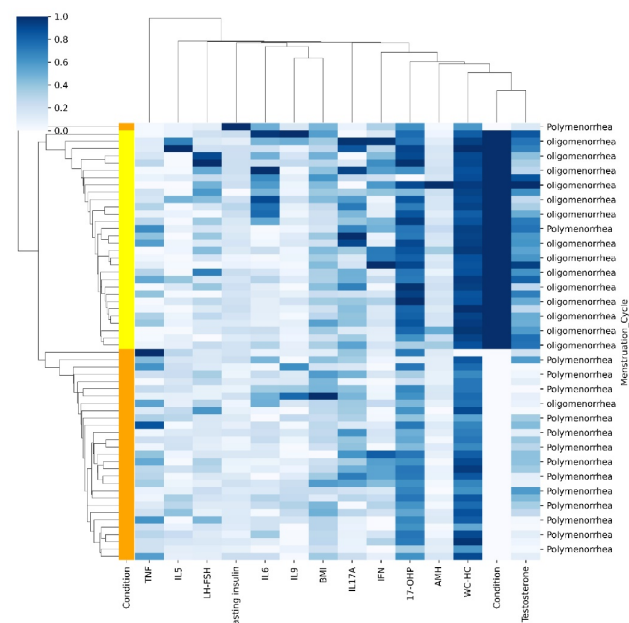 1.0
0.8
0.6
0.4
0.2
0.0
Polymenorrhea
oligomenorrhea
oligomenorrhea
oligomenorrhea
oligomenorrhea
oligomenorrhea
oligomenorrhea
Polymenorrhea
oligomenorrhea
oligomenorrhea
oligomenorrhea
oligomenorrhea
oligomenorrhea
oligomenorrhea
oligomenorrhea
oligomenorrhea
Polymenorrhea
Polymenorrhea
Polymenorrhea
oligomenorrhea
Polymenorrhea
Polymenorrhea
Polymenorrhea
Polymenorrhea
Polymenorrhea
Polymenorrhea
Polymenorrhea
Polymenorrhea
Polymenorrhea
Polymenorrhea
Menstruation_Cycle
Condition
TNF
IL5
LH-FSH
asting insulin
IL6
IL9
BMI
IL17A
IFN
17-OHP
AMH
WC-HC
Condition
Testosterone